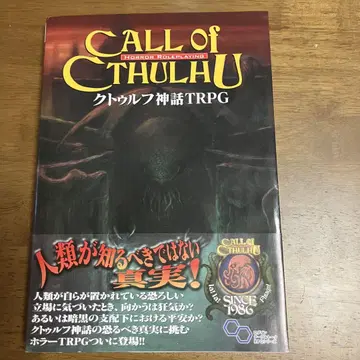 CALL of
CTHULHU
HORROR ROLEPLAYING
クトゥルフ神話TRPG
人類が知るべきではない
真実!
人類が自らが置かれている恐ろしい
立場に気づいたとき、向かうは狂気か?
あるいは暗黒の支配下における平安か?
クトゥルフ神話の恐るべき真実に挑む
ホラーTRPGついに登場!!
CALL of
CTHULHU
SINCE
1986